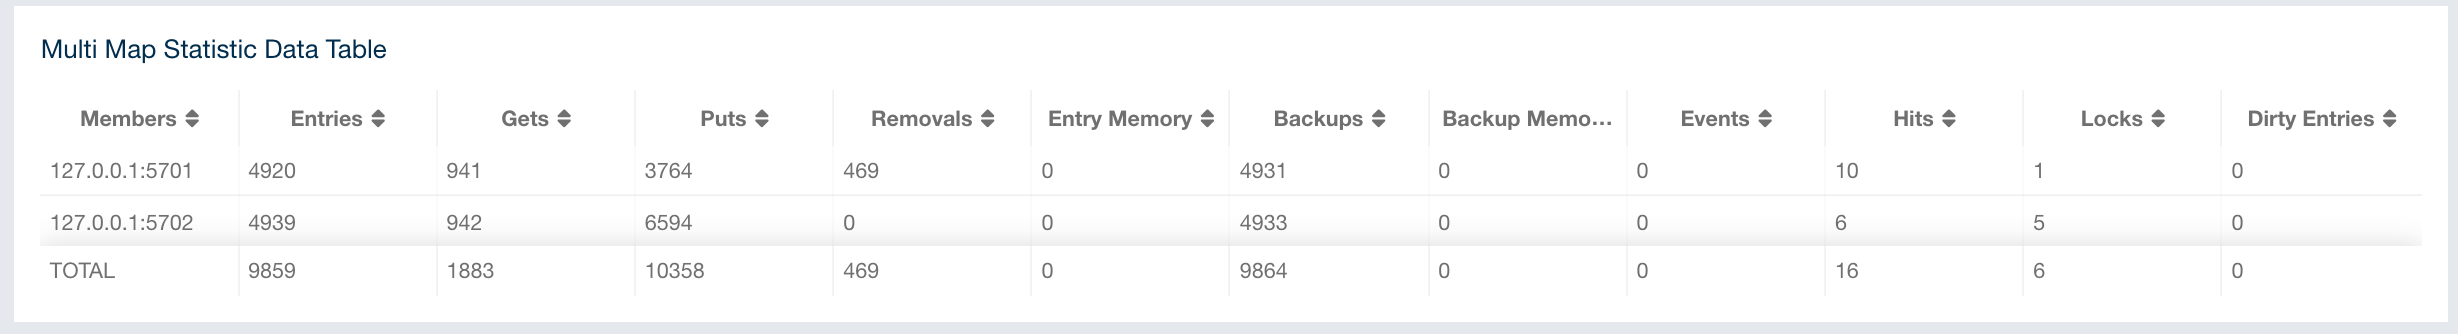 Multi Map Statistic Data Table
Members Entries Gets Puts Removals Entry Memory Backups Backup Memo... Events Hits Locks Dirty Entries
127.0.0.1:5701 4920 941 3764 469 0 4931 0 0 10 1 0
127.0.0.1:5702 4939 942 6594 0 0 4933 0 0 6 5 0
TOTAL 9859 1883 10358 469 0 9864 0 0 16 6 0